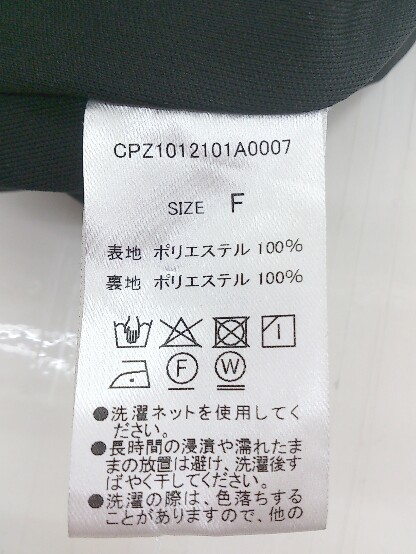 CPZ1012101A0007
SIZE F
表地 ポリエステル 100%
裏地 ポリエステル 100%
F W
●洗濯ネットを使用してく
ださい。
●長時間の浸漬や濡れたま
まの放置は避け、洗濯後す
ばやく干してください。
●洗濯の際は、色落ちする
ことがありますので、他の